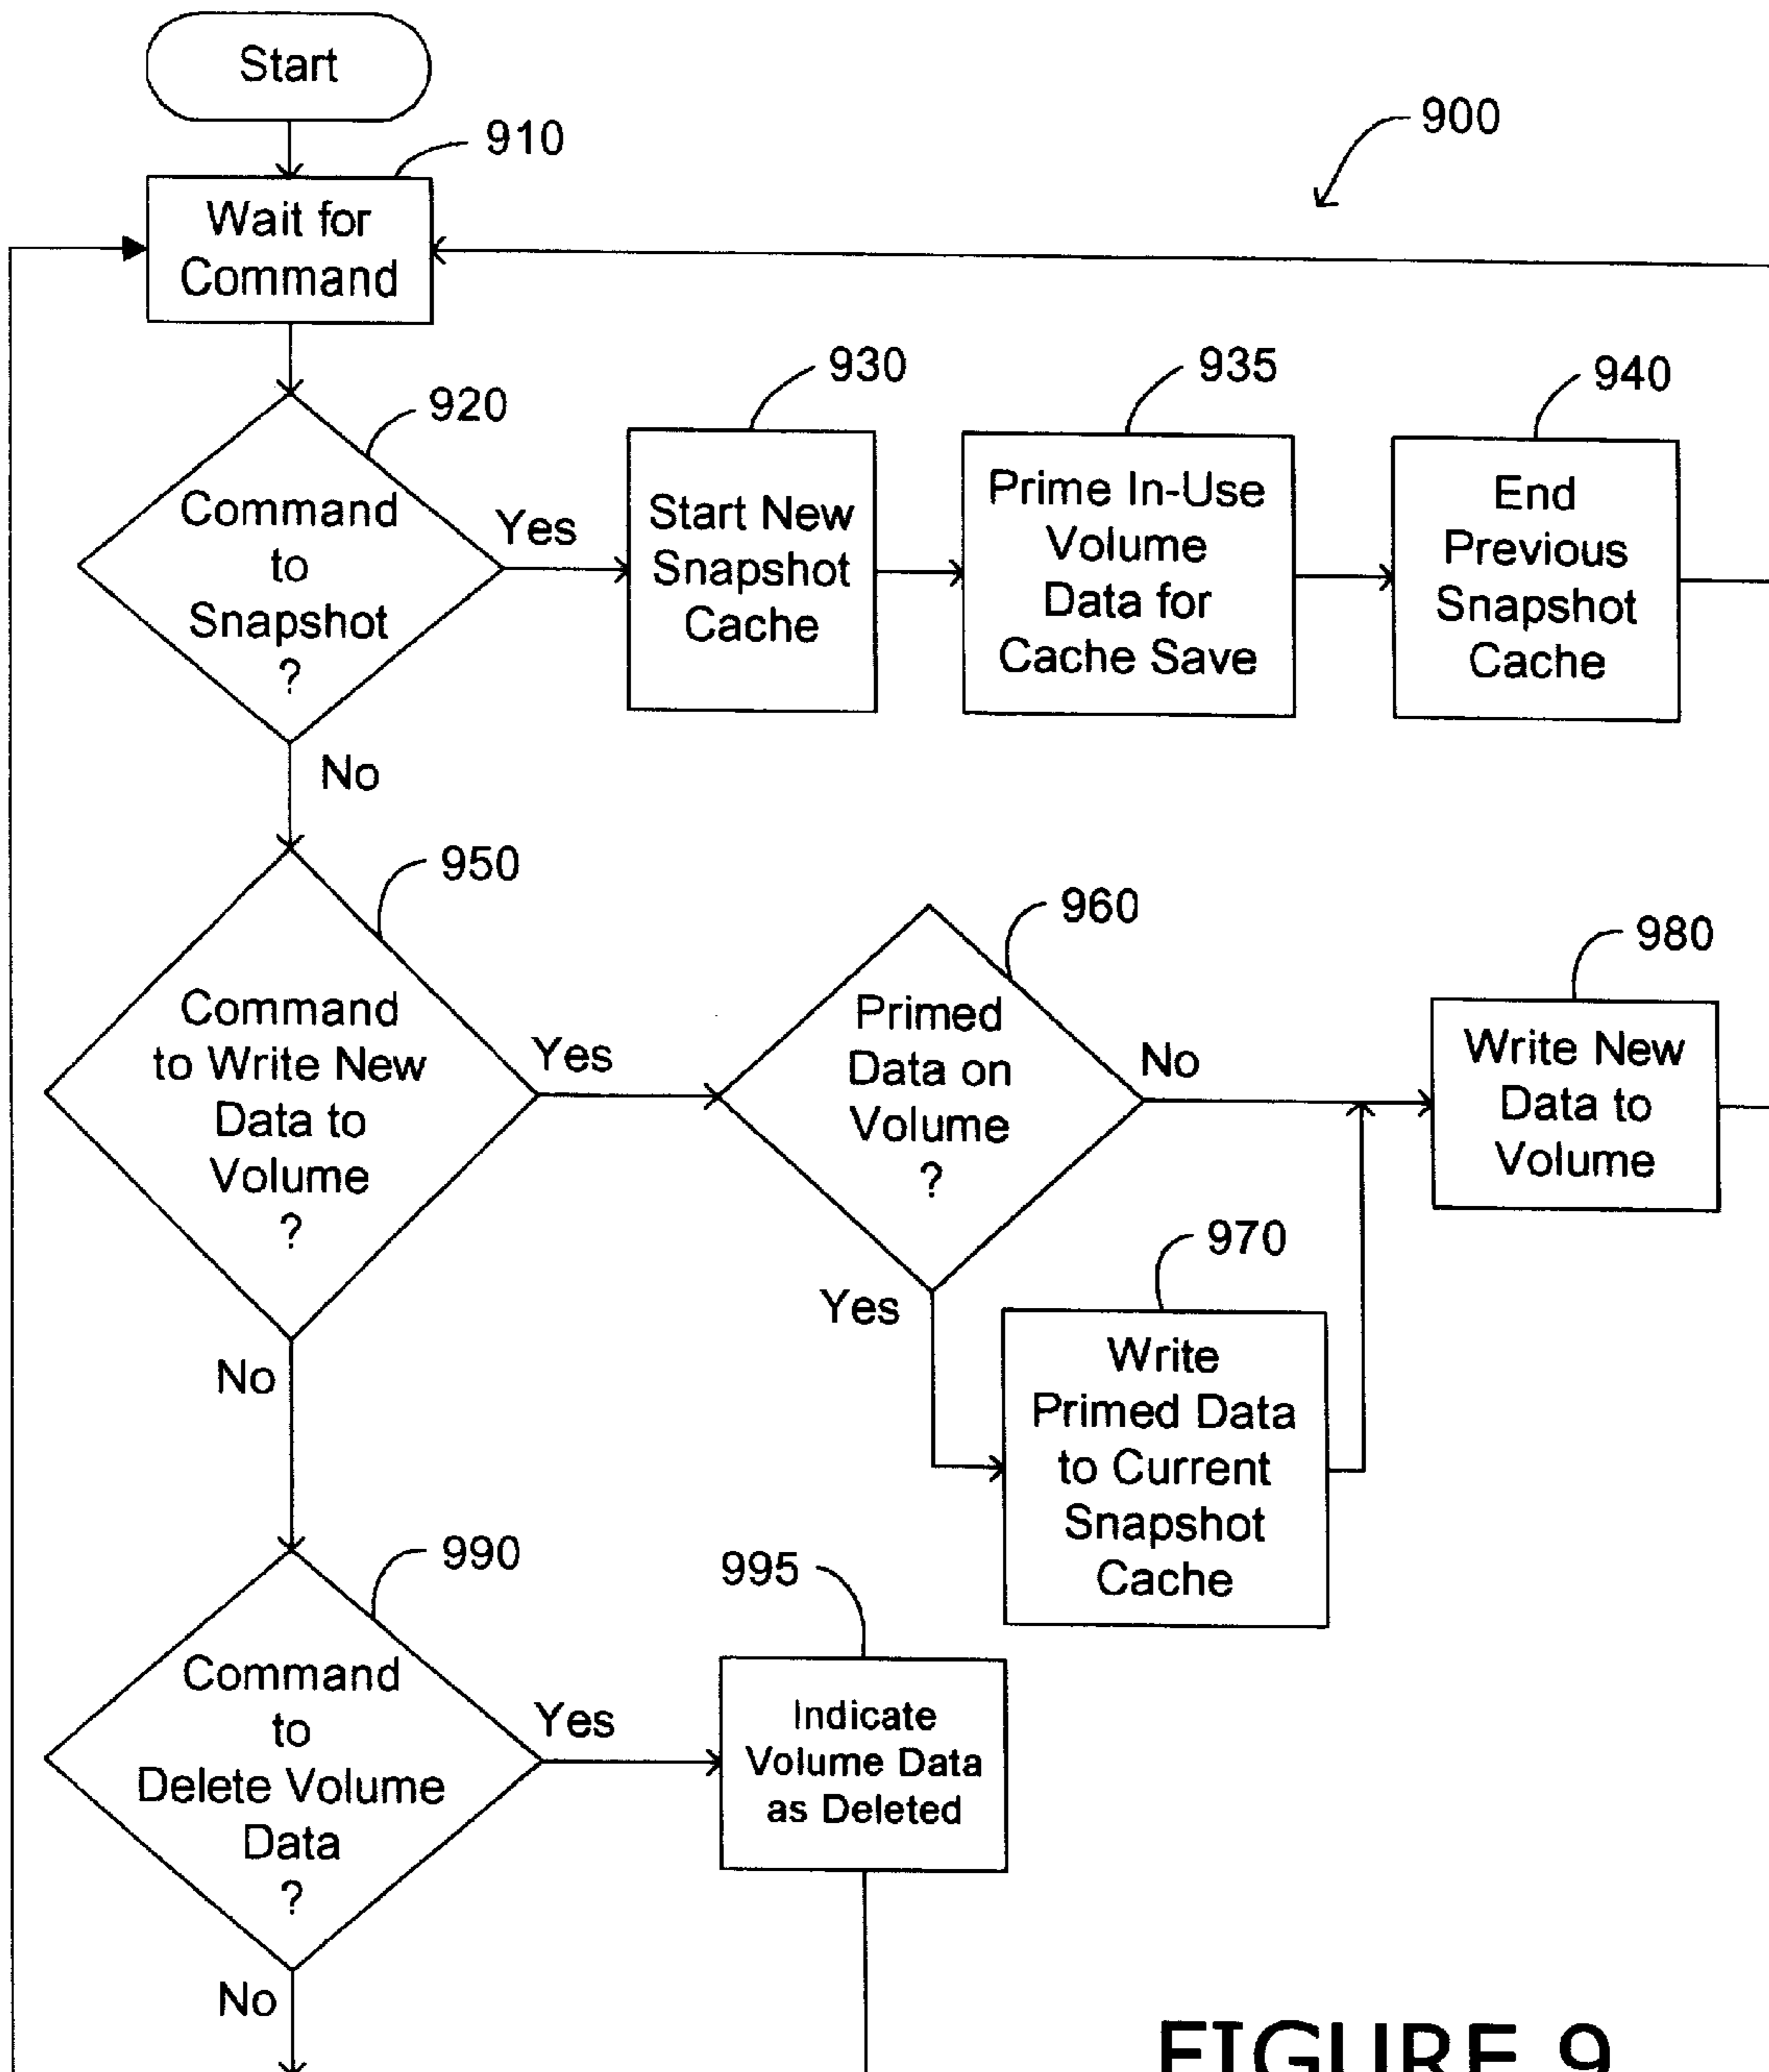 Start
910
900
Wait for
Command
920
Command
to
Snapshot
?
Yes
930
Start New
Snapshot
Cache
935
Prime In-Use
Volume
Data for
Cache Save
940
End
Previous
Snapshot
Cache
No
950
Command
to Write New
Data to
Volume
?
Yes
960
Primed
Data on
Volume
?
No
980
Write New
Data to
Volume
Yes
970
Write
Primed Data
to Current
Snapshot
Cache
No
990
Command
to
Delete Volume
Data
?
Yes
995
Indicate
Volume Data
as Deleted
No
FIGURE 9